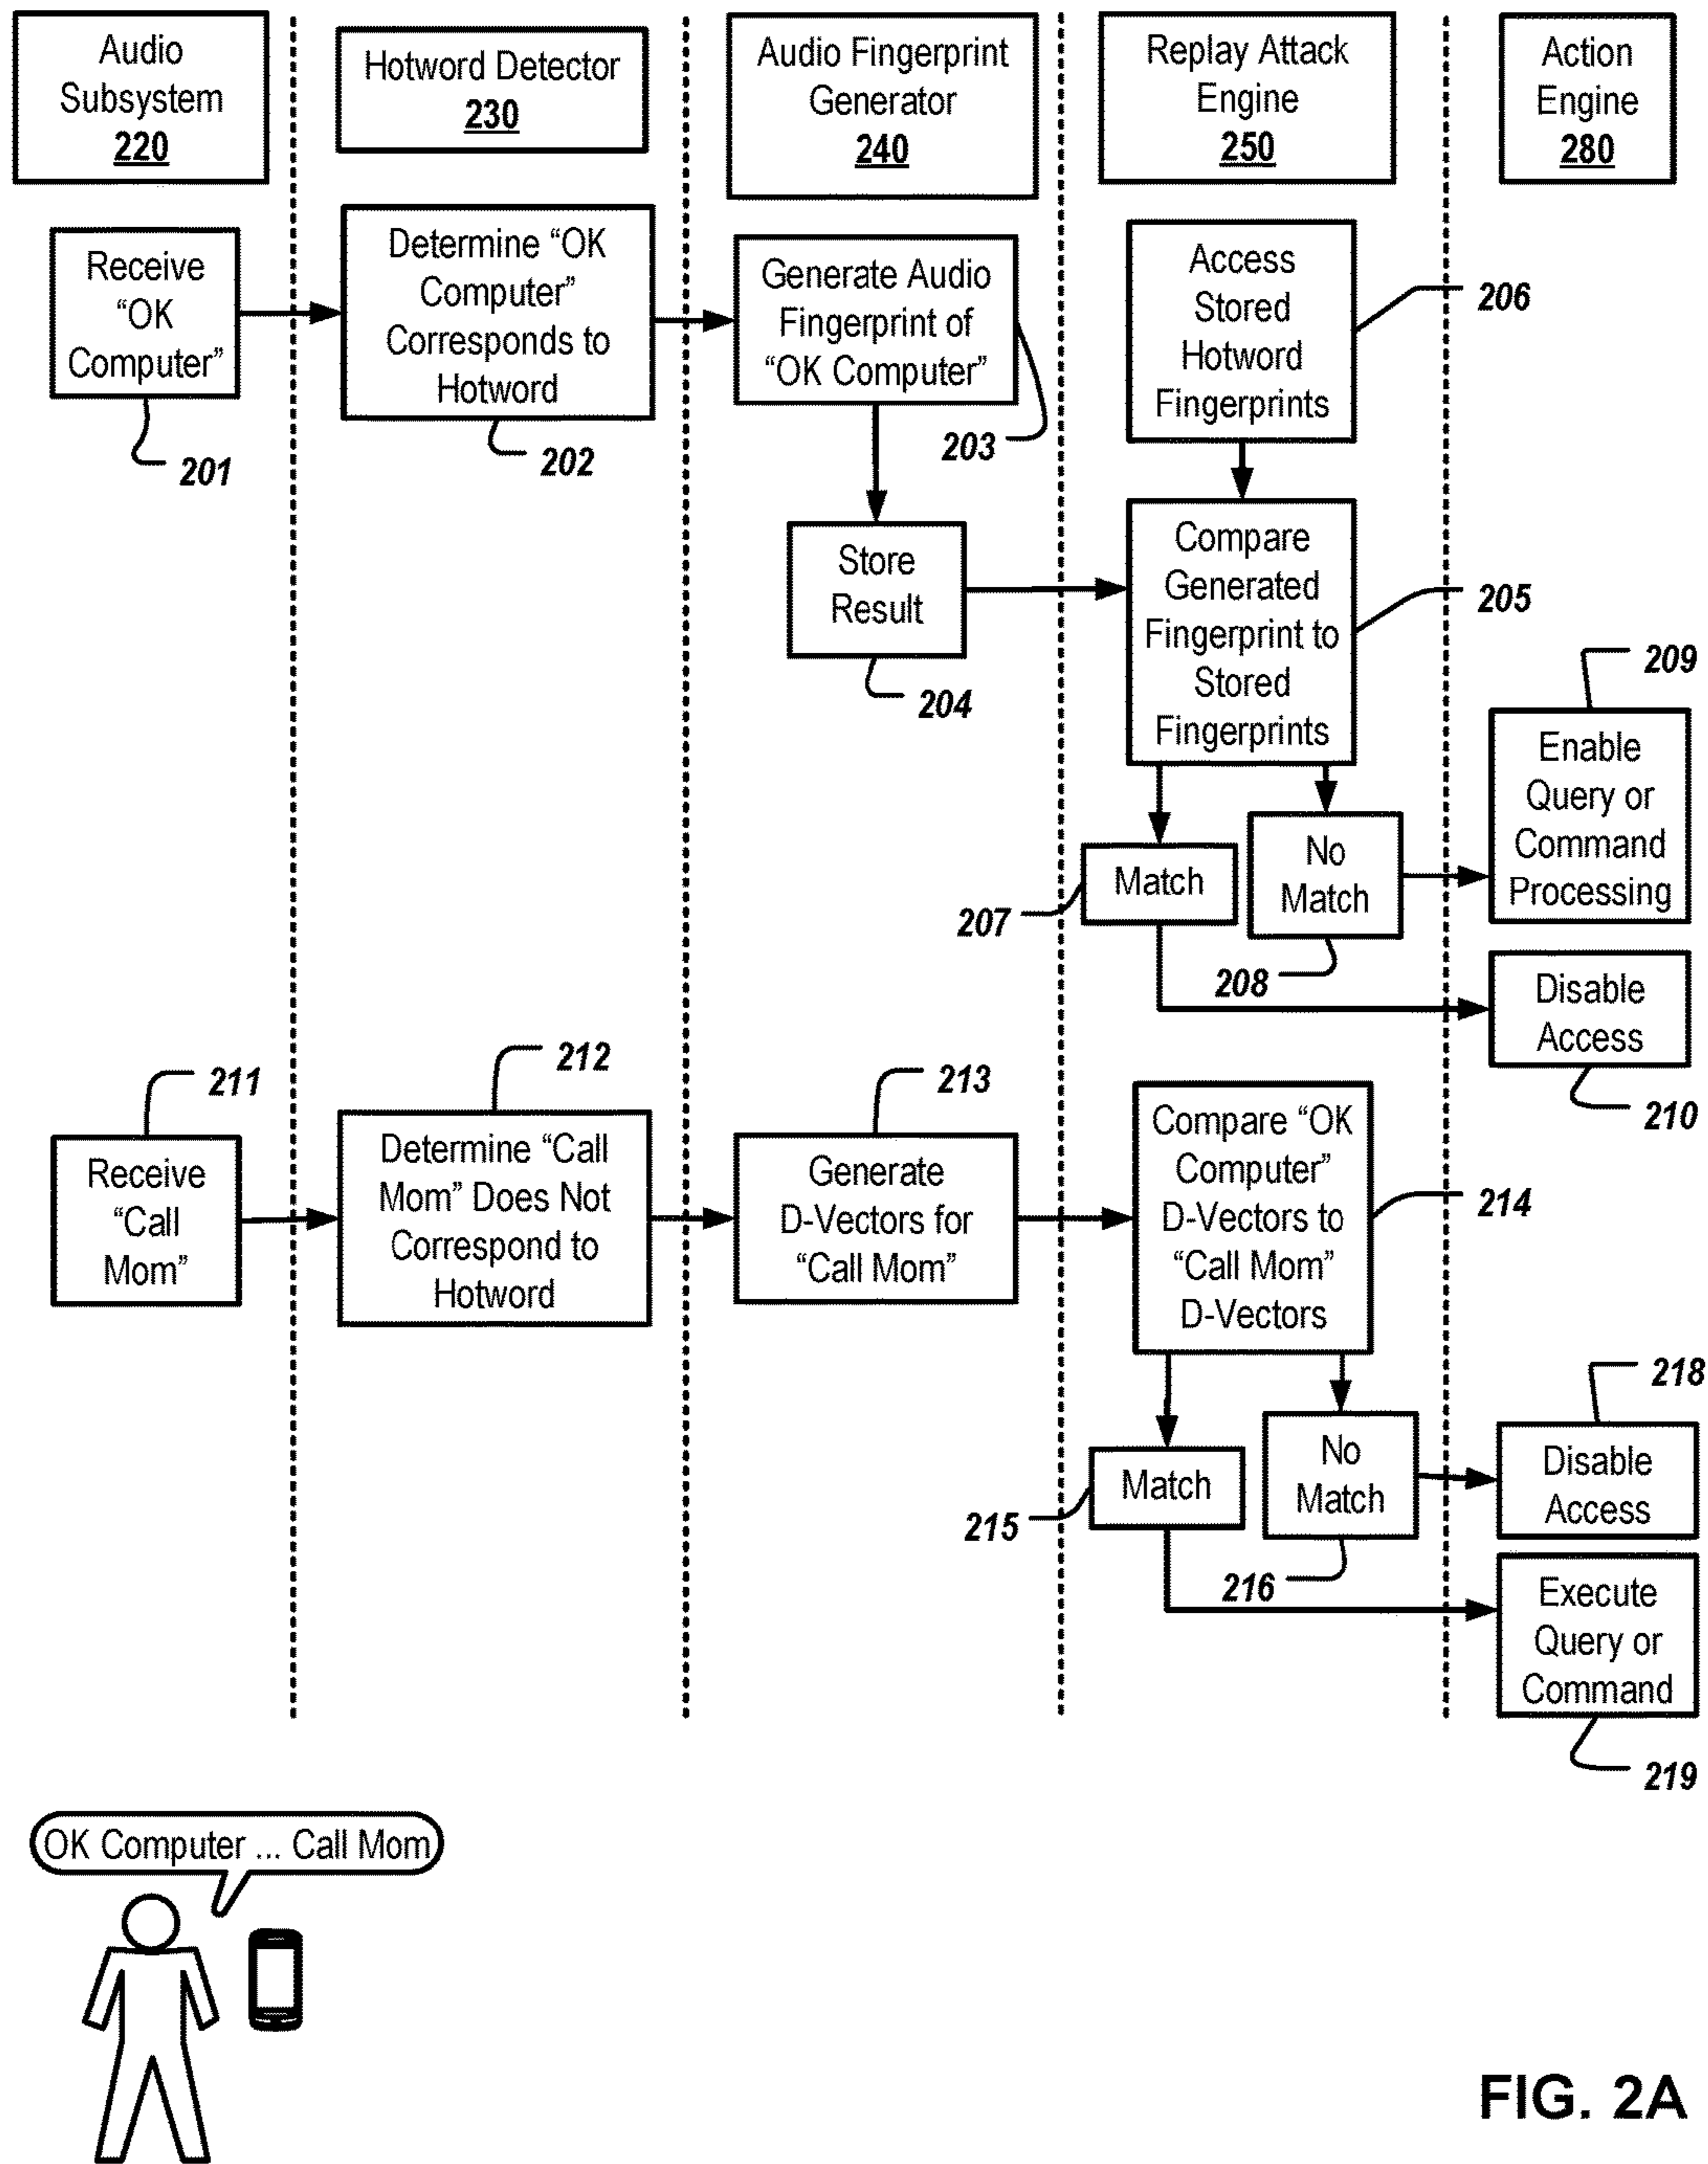 Audio
Subsystem
220
Hotword Detector
230
Audio Fingerprint
Generator
240
Replay Attack
Engine
250
Action
Engine
280
Receive
“OK
Computer”
201
Determine “OK
Computer”
Corresponds to
Hotword
202
Generate Audio
Fingerprint of
“OK Computer”
203
Access
Stored
Hotword
Fingerprints
206
Store
Result
204
Compare
Generated
Fingerprint to
Stored
Fingerprints
205
Match
207
No
Match
208
209
Enable
Query or
Command
Processing
Disable
Access
210
211
Receive
“Call
Mom”
212
Determine “Call
Mom” Does Not
Correspond to
Hotword
213
Generate
D-Vectors for
“Call Mom”
Compare “OK
Computer”
D-Vectors to
“Call Mom”
D-Vectors
214
Match
215
No
Match
216
218
Disable
Access
Execute
Query or
Command
219
OK Computer ... Call Mom
FIG. 2A